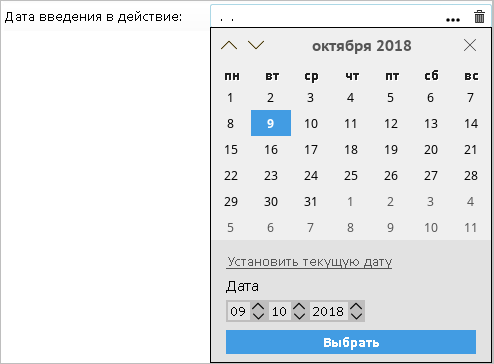 Дата введения в действие: . . ...
октября 2018
пн вт ср чт пт сб вс
1 2 3 4 5 6 7
8 9 10 11 12 13 14
15 16 17 18 19 20 21
22 23 24 25 26 27 28
29 30 31 1 2 3 4
5 6 7 8 9 10 11
Установить текущую дату
Дата
09 10 2018
Выбрать